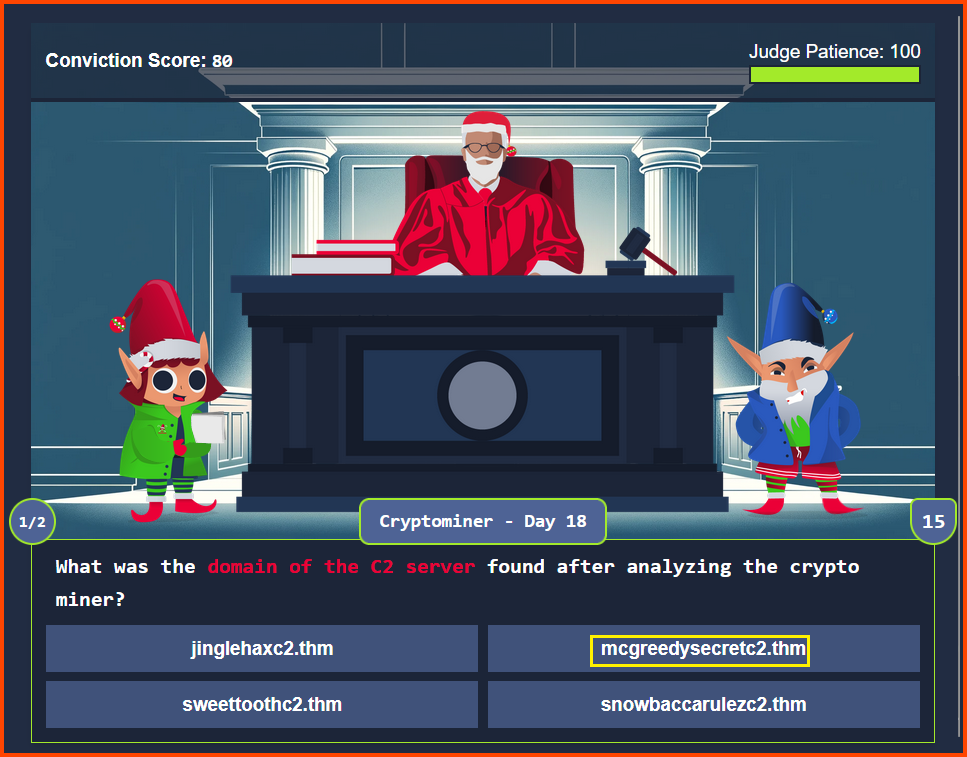 Conviction Score: 80
Judge Patience: 100
1/2
Cryptominer - Day 18
15
What was the domain of the C2 server found after analyzing the crypto
miner?
jinglehaxc2.thm
mcgreedysecretc2.thm
sweettoothc2.thm
snowbaccarulezc2.thm